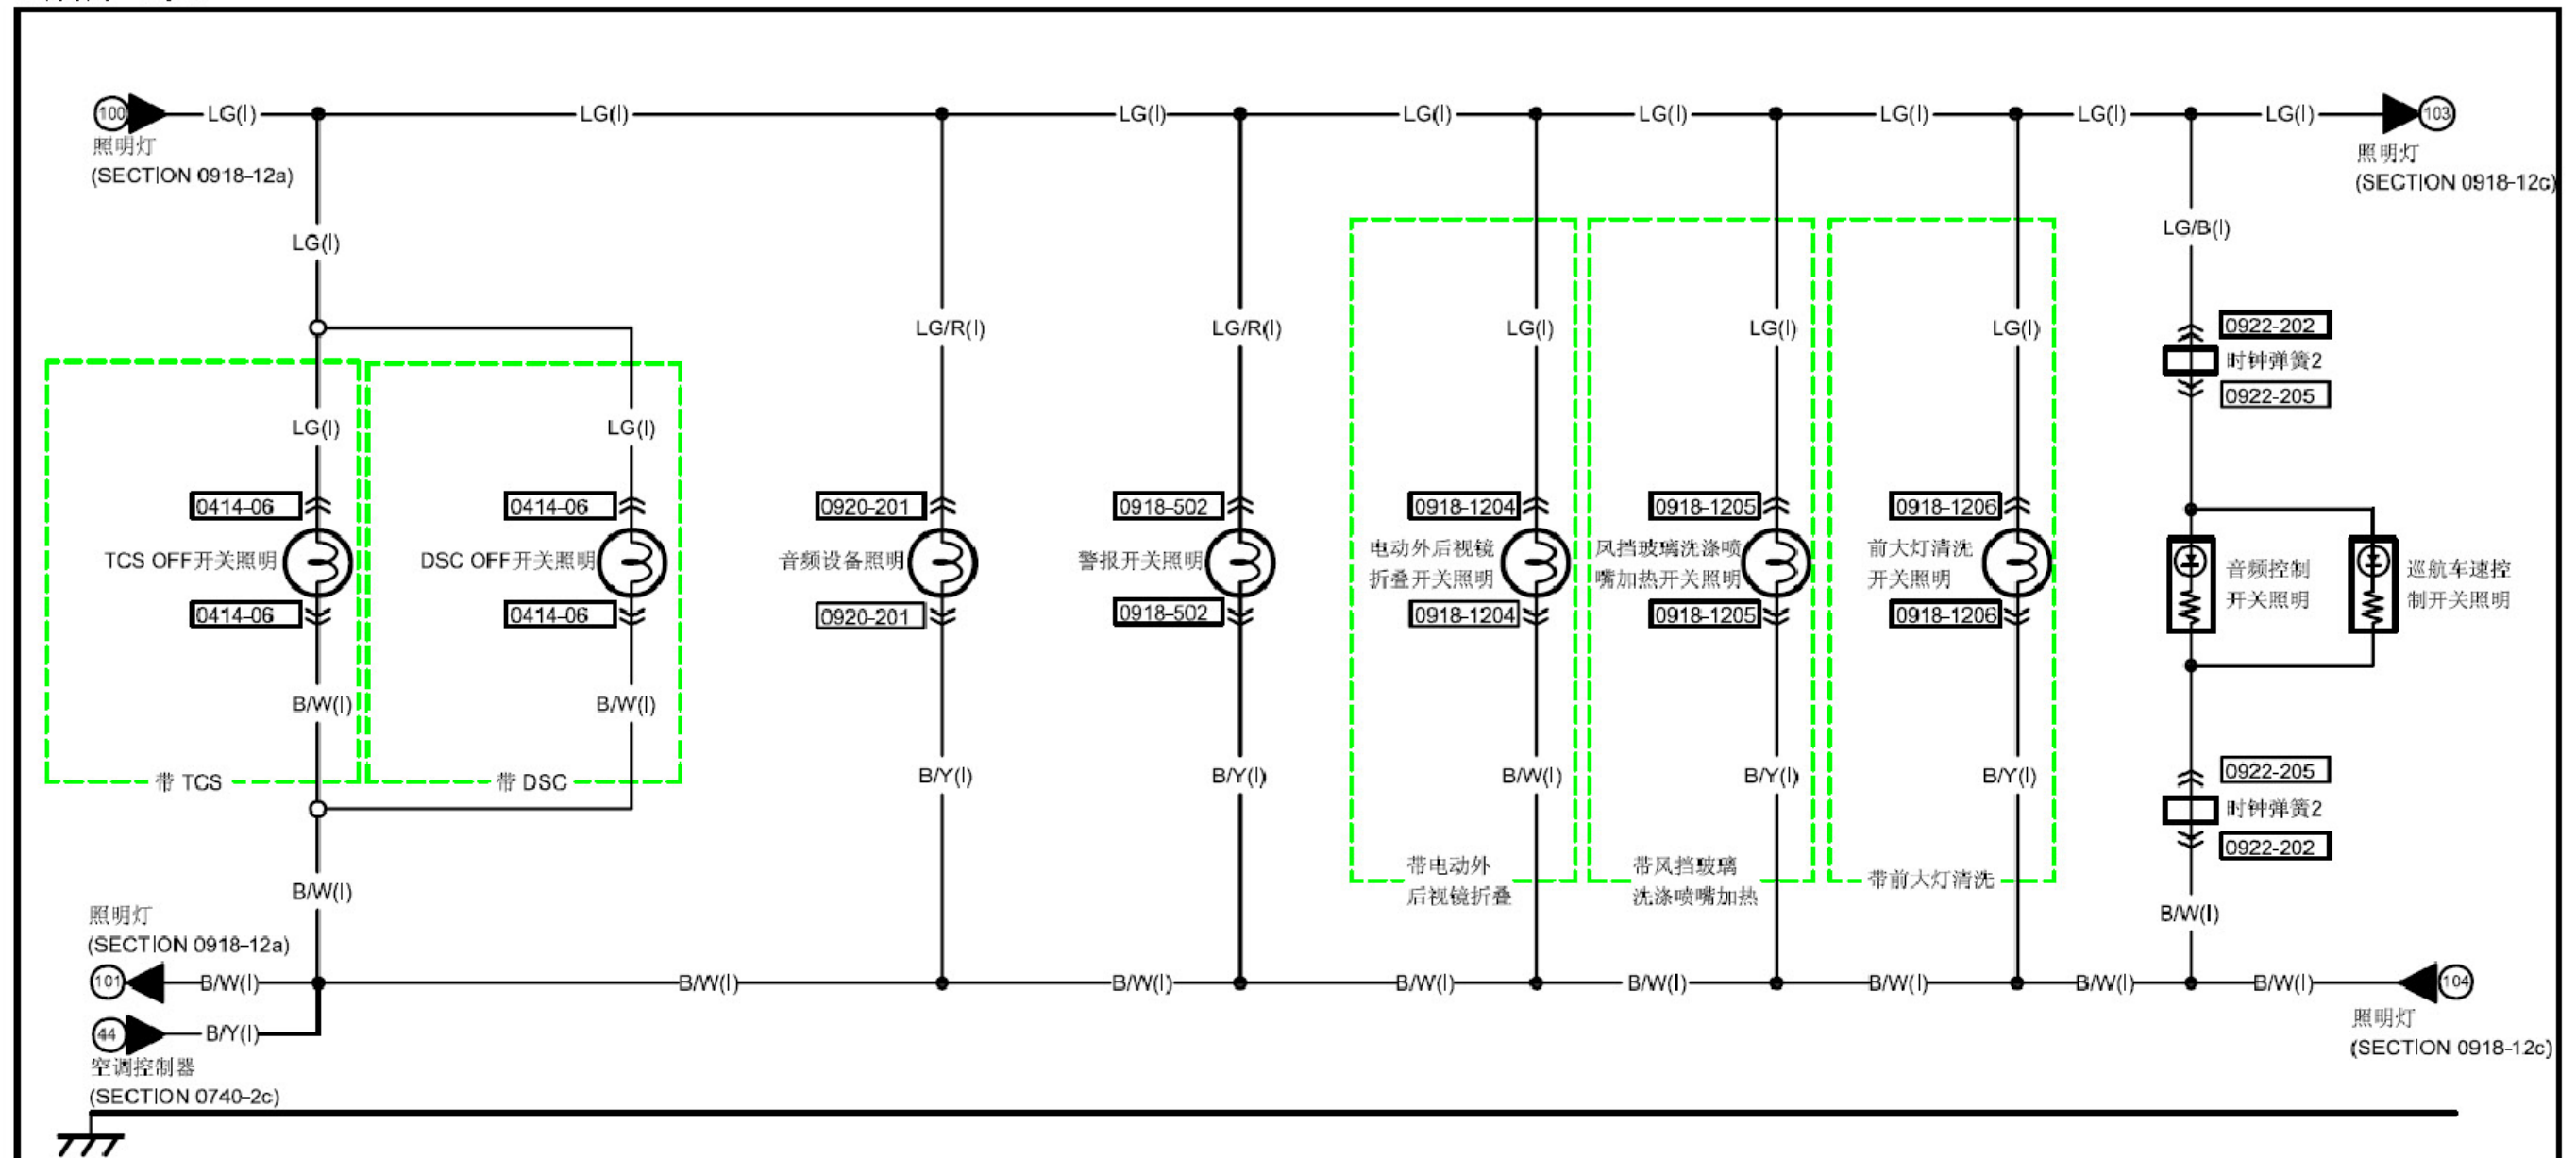 100 LG(I) LG(I) LG(I) LG(I) LG(I) LG(I) LG(I) LG(I) 103
照明灯
(SECTION 0918-12a)
照明灯
(SECTION 0918-12c)
LG(I)
LG/B(I)
LG/R(I) LG/R(I) LG(I) LG(I) LG(I)
0922-202
时钟弹簧2
0922-205
LG(I) LG(I)
0414-06 0414-06 0920-201 0918-502 0918-1204 0918-1205 0918-1206
TCS OFF开关照明
DSC OFF开关照明
音频设备照明
警报开关照明
电动外后视镜
折叠开关照明
风挡玻璃洗涤喷
嘴加热开关照明
前大灯清洗
开关照明
音频控制
开关照明
巡航车速控
制开关照明
0414-06 0414-06 0920-201 0918-502 0918-1204 0918-1205 0918-1206
B/W(I) B/W(I)
B/Y(I) B/Y(I) B/W(I) B/Y(I) B/Y(I)
带 TCS
带 DSC
0922-205
时钟弹簧2
0922-202
带电动外
后视镜折叠
带风挡玻璃
洗涤喷嘴加热
带前大灯清洗
B/W(I)
B/W(I)
照明灯
(SECTION 0918-12a)
101 B/W(I) B/W(I) B/W(I) B/W(I) B/W(I) B/W(I) B/W(I) B/W(I) 104
44 B/Y(I)
空调控制器
(SECTION 0740-2c)
照明灯
(SECTION 0918-12c)